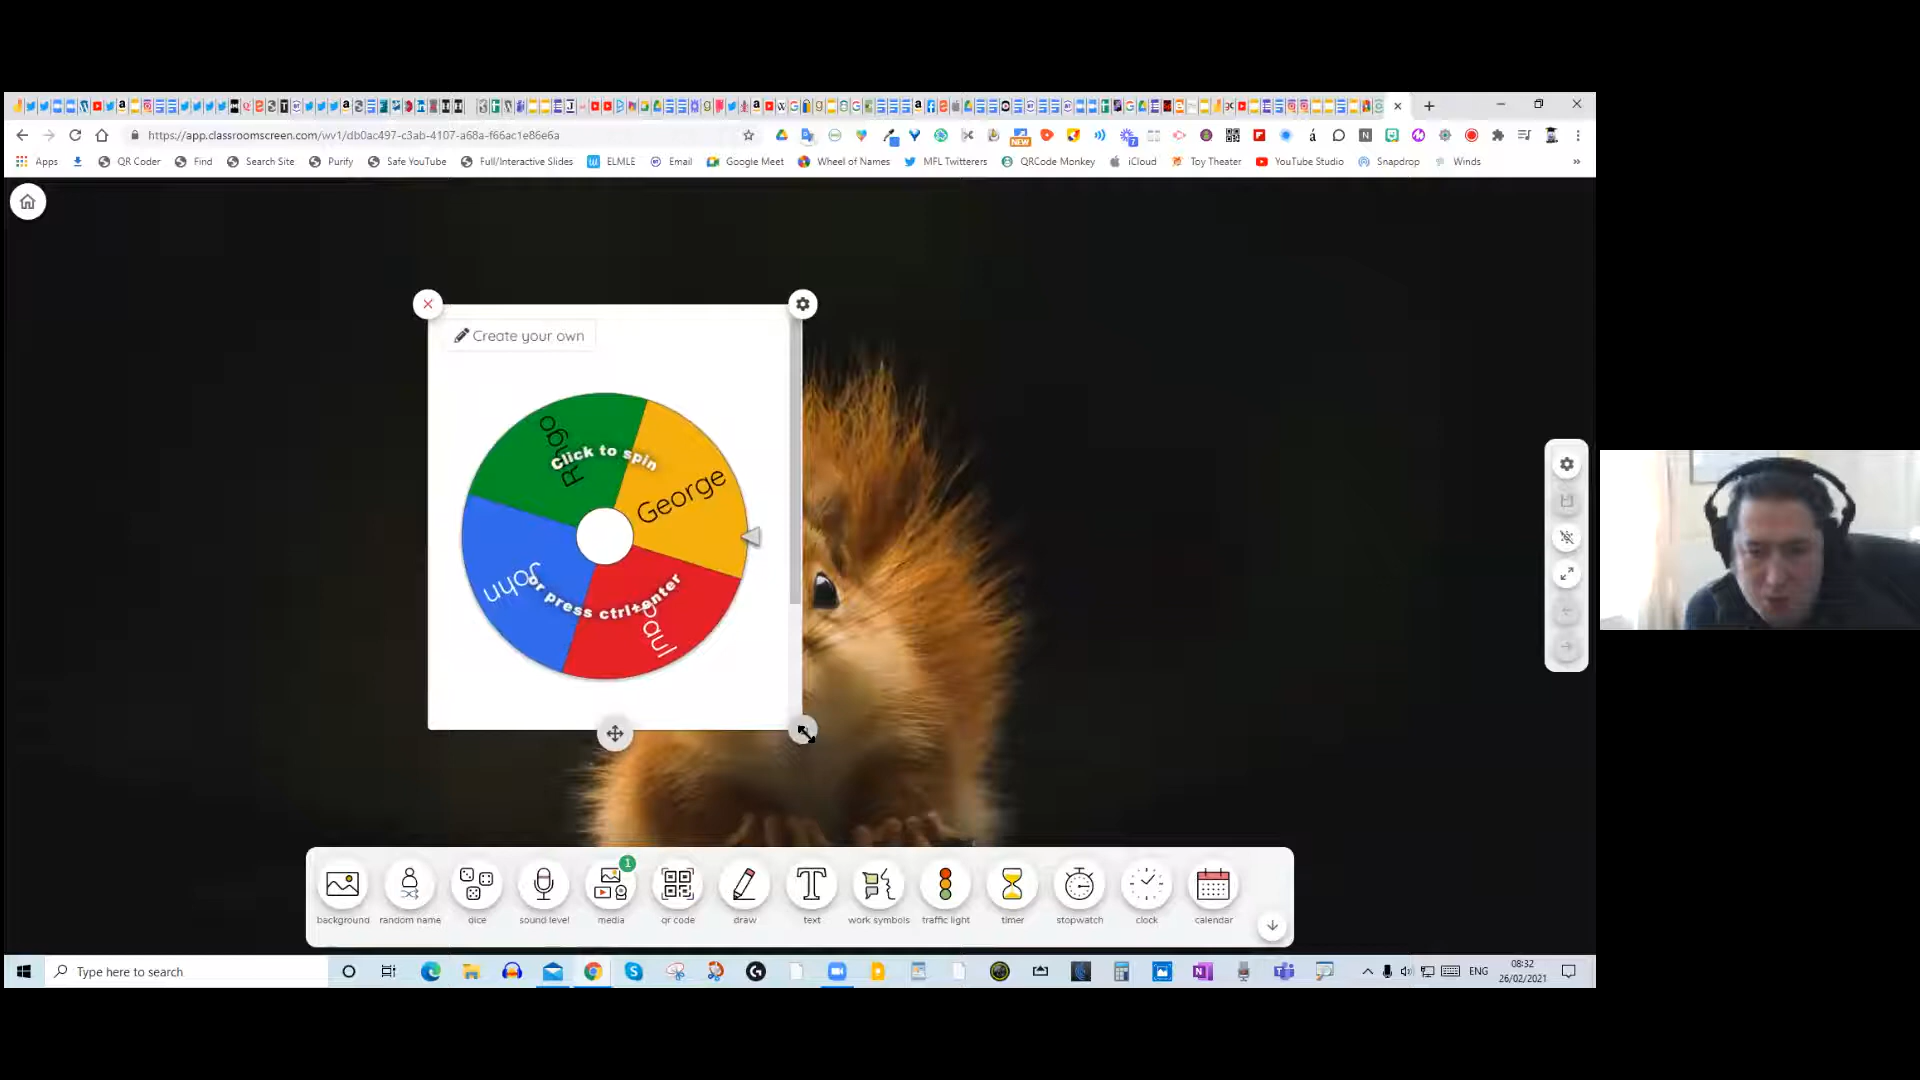 https://app.classroomscreen.com/wv1/db0ac497-c3ab-4107-a68a-f66ac1e86e6a
NEW
Apps
QR Coder
Find
Search Site
Purify
Safe YouTube
Full/Interactive Slides
ELMLE
Email
Google Meet
Wheel of Names
MFL Twitterers
QRCode Monkey
iCloud
Toy Theater
YouTube Studio
Snapdrop
Winds
»
Create your own
Ringo
Click to spin
George
John
or press ctrl+enter
Paul
1
background
random name
dice
sound level
media
qr code
draw
text
work symbols
traffic light
timer
stopwatch
clock
calendar
Type here to search
ENG
08:32
26/02/2021